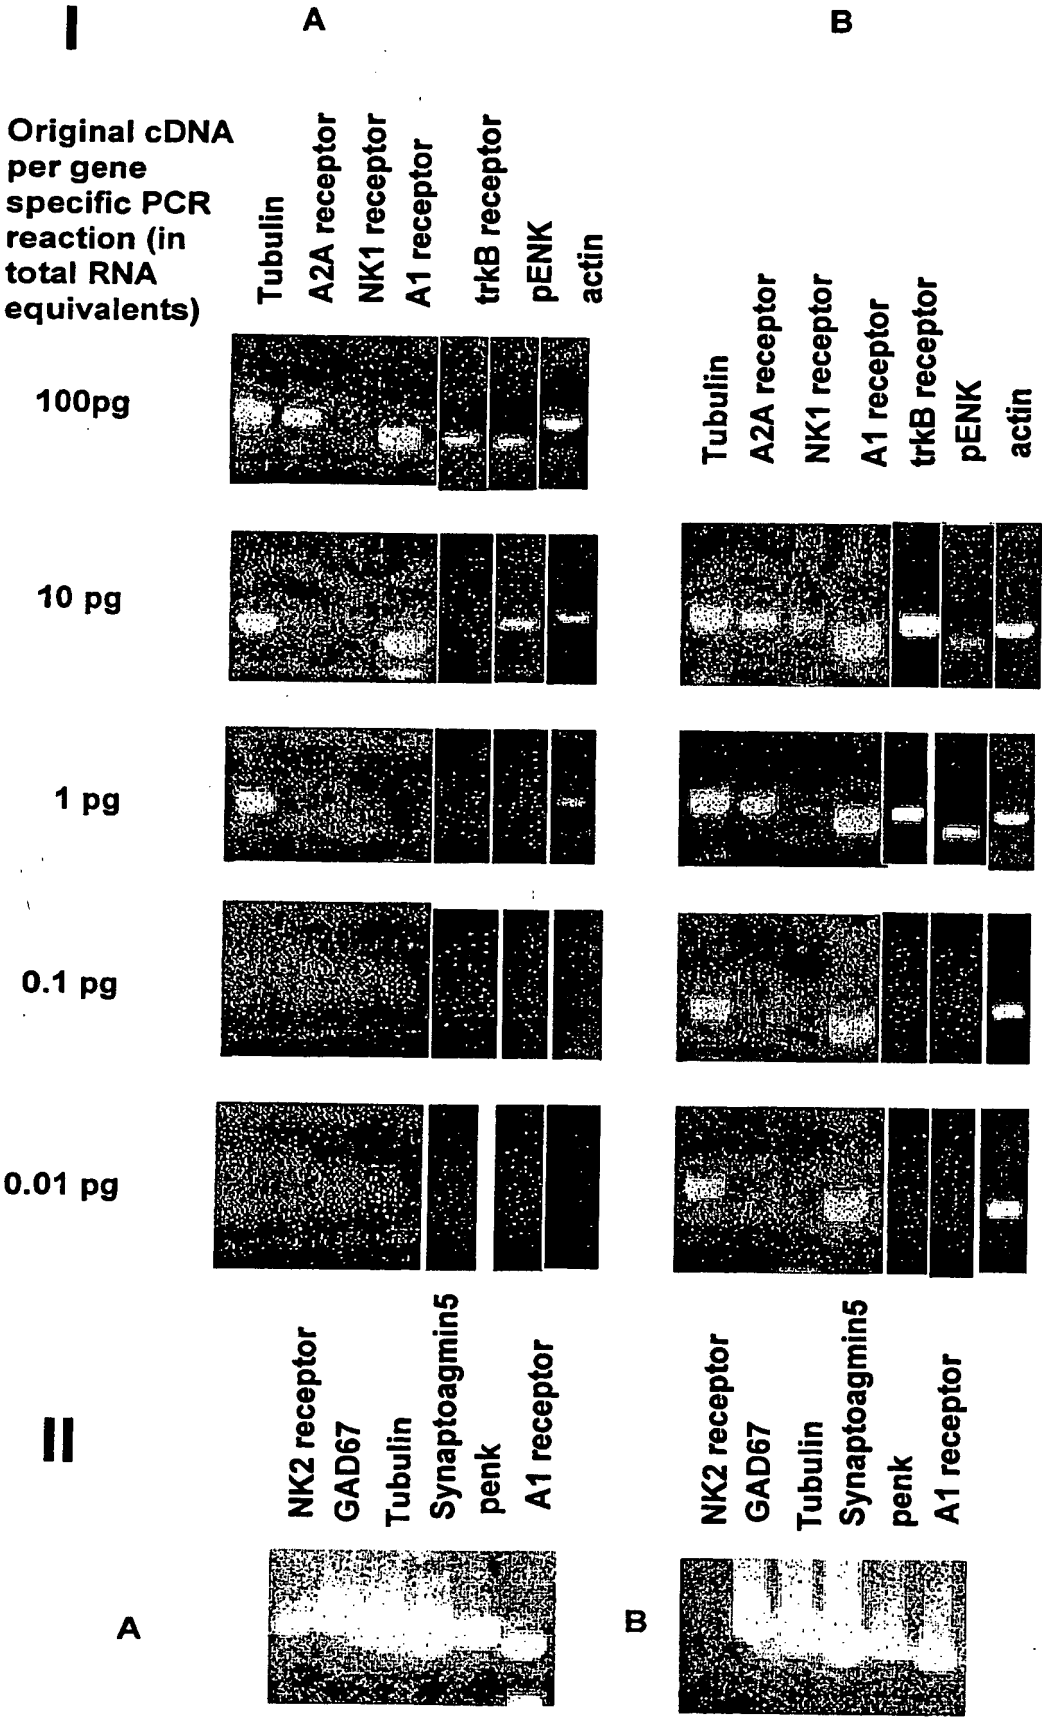 I
A
B
Original cDNA
per gene
specific PCR
reaction (in
total RNA
equivalents)
Tubulin
A2A receptor
NK1 receptor
A1 receptor
trkB receptor
pENK
actin
Tubulin
A2A receptor
NK1 receptor
A1 receptor
trkB receptor
pENK
actin
100pg
10 pg
1 pg
0.1 pg
0.01 pg
II
NK2 receptor
GAD67
Tubulin
Synaptoagmin5
penk
A1 receptor
NK2 receptor
GAD67
Tubulin
Synaptoagmin5
penk
A1 receptor
A
B